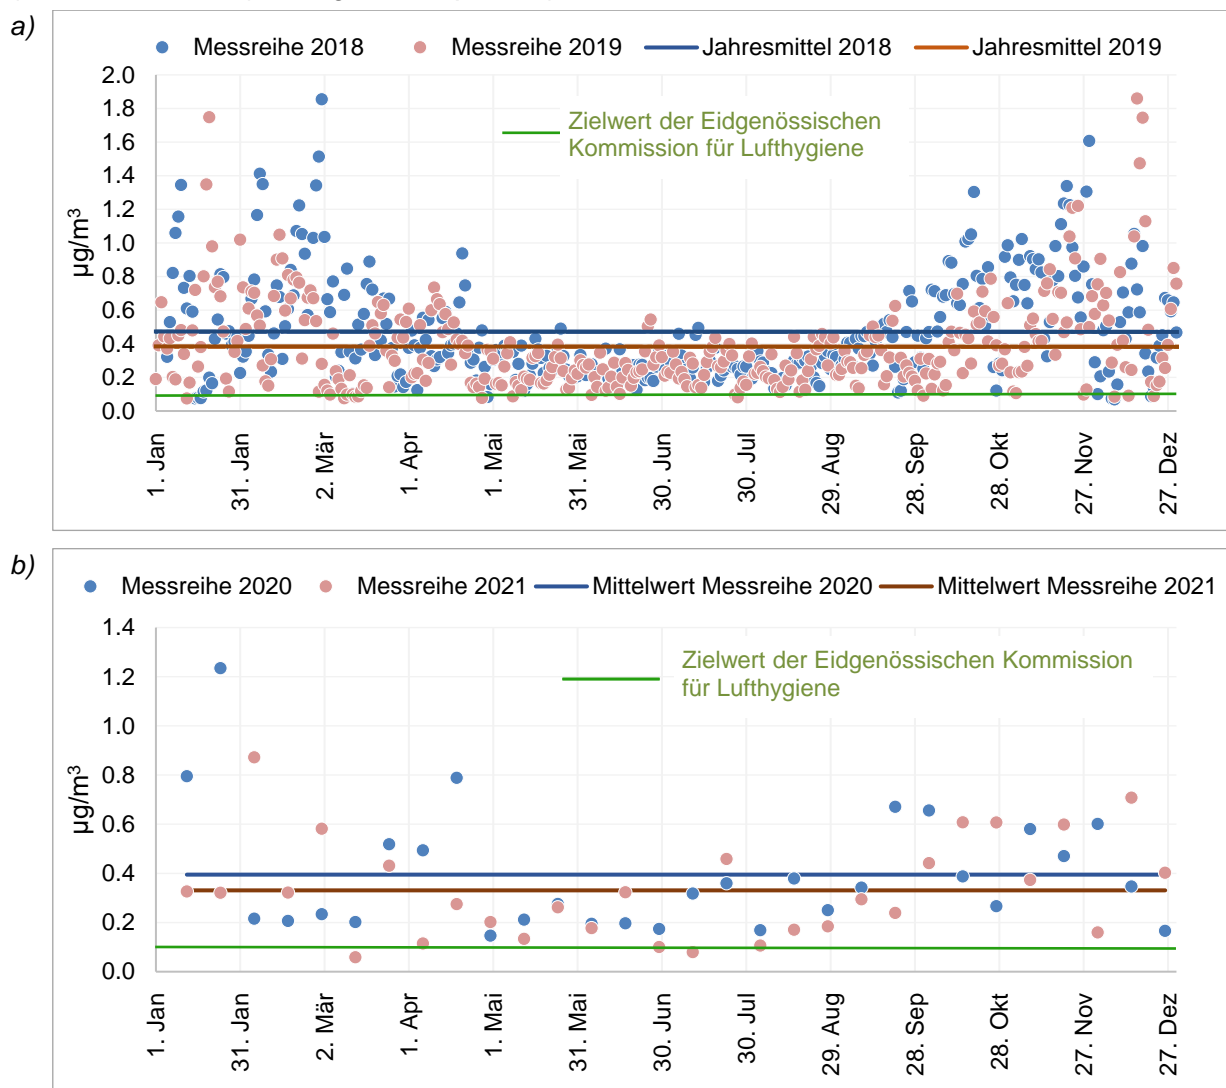 a)
Messreihe 2018 Messreihe 2019 Jahresmittel 2018 Jahresmittel 2019
2.0
1.8
1.6
1.4
1.2
1.0
0.8
0.6
0.4
0.2
0.0
µg/m³
Zielwert der Eidgenössischen
Kommission für Lufthygiene
1. Jan
31. Jan
2. Mär
1. Apr
1. Mai
31. Mai
30. Jun
30. Jul
29. Aug
28. Sep
28. Okt
27. Nov
27. Dez
b)
Messreihe 2020 Messreihe 2021 Mittelwert Messreihe 2020 Mittelwert Messreihe 2021
1.4
1.2
1.0
0.8
0.6
0.4
0.2
0.0
µg/m³
Zielwert der Eidgenössischen Kommission
für Lufthygiene
1. Jan
31. Jan
2. Mär
1. Apr
1. Mai
31. Mai
30. Jun
30. Jul
29. Aug
28. Sep
28. Okt
27. Nov
27. Dez